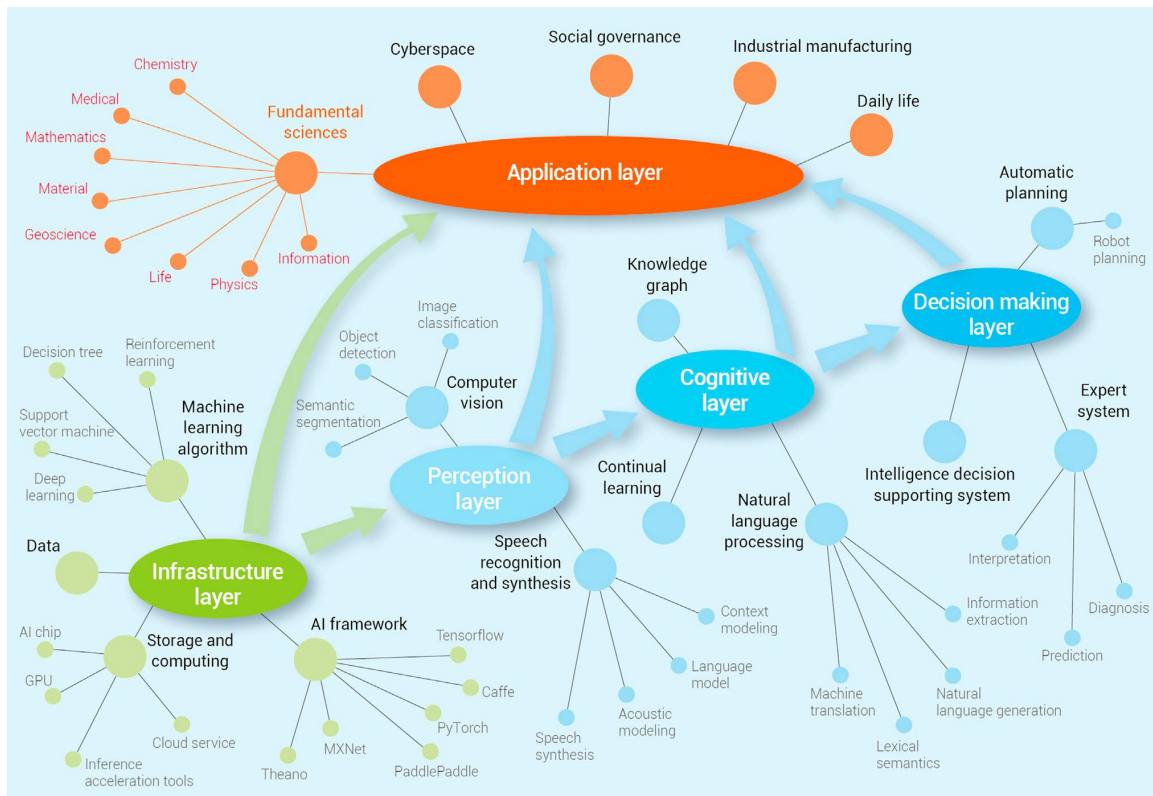 Cyberspace
Social governance
Industrial manufacturing
Daily life
Chemistry
Medical
Mathematics
Material
Geoscience
Life
Physics
Information
Fundamental
sciences
Application layer
Automatic
planning
Robot
planning
Decision making
layer
Knowledge
graph
Cognitive
layer
Continual
learning
Natural
language
processing
Information
extraction
Natural
language generation
Lexical
semantics
Machine
translation
Intelligence decision
supporting system
Expert
system
Interpretation
Prediction
Diagnosis
Image
classification
Object
detection
Semantic
segmentation
Computer
vision
Perception
layer
Speech
recognition
and synthesis
Context
modeling
Language
model
Acoustic
modeling
Speech
synthesis
Decision tree
Reinforcement
learning
Support
vector machine
Deep
learning
Machine
learning
algorithm
Data
Infrastructure
layer
Storage and
computing
AI chip
GPU
Inference
acceleration tools
Cloud service
AI framework
Tensorflow
Caffe
PyTorch
PaddlePaddle
MXNet
Theano